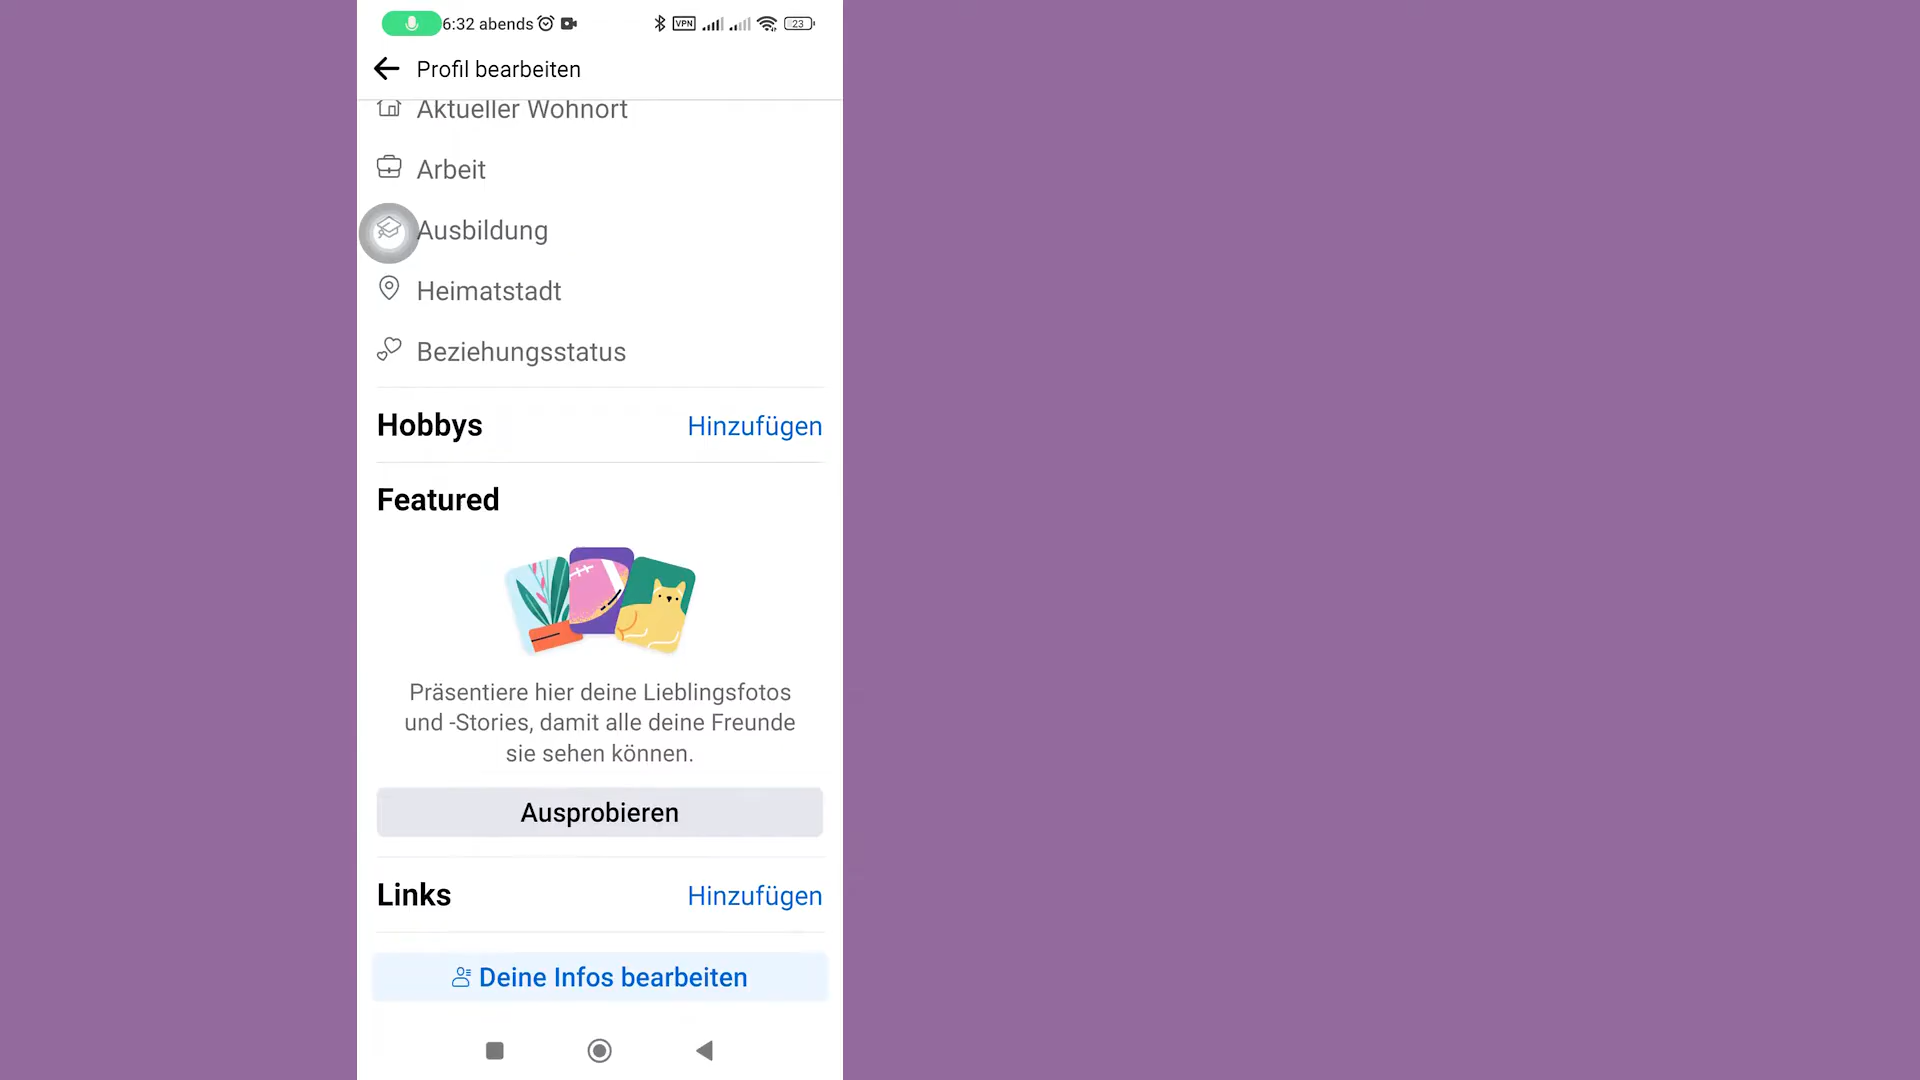 6:32 abends VPN 23
Profil bearbeiten
Aktueller Wohnort
Arbeit
Ausbildung
Heimatstadt
Beziehungsstatus
Hobbys Hinzufügen
Featured
Präsentiere hier deine Lieblingsfotos
und -Stories, damit alle deine Freunde
sie sehen können.
Ausprobieren
Links Hinzufügen
Deine Infos bearbeiten